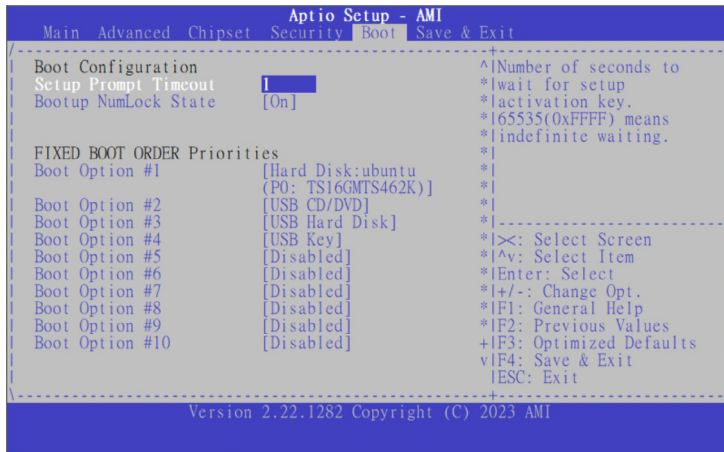 Aptio Setup - AMI
Main Advanced Chipset Security Boot Save & Exit
Boot Configuration
Setup Prompt Timeout 1
Bootup NumLock State [On]
FIXED BOOT ORDER Priorities
Boot Option #1 [Hard Disk:ubuntu
(P0: TS16GMTS462K)]
Boot Option #2 [USB CD/DVD]
Boot Option #3 [USB Hard Disk]
Boot Option #4 [USB Key]
Boot Option #5 [Disabled]
Boot Option #6 [Disabled]
Boot Option #7 [Disabled]
Boot Option #8 [Disabled]
Boot Option #9 [Disabled]
Boot Option #10 [Disabled]
Number of seconds to
wait for setup
activation key.
65535(0xFFFF) means
indefinite waiting.
><: Select Screen
^v: Select Item
Enter: Select
+/-: Change Opt.
F1: General Help
F2: Previous Values
F3: Optimized Defaults
F4: Save & Exit
ESC: Exit
Version 2.22.1282 Copyright (C) 2023 AMI